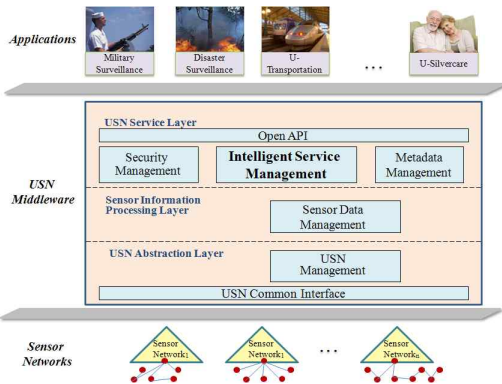 Applications
Military
Surveillance
Disaster
Surveillance
U-
Transportation
...
U-Silvercare
USN
Middleware
USN Service Layer
Open API
Security
Management
Intelligent Service
Management
Metadata
Management
Sensor Information
Processing Layer
Sensor Data
Management
USN Abstraction Layer
USN
Management
USN Common Interface
Sensor
Networks
Sensor
Network1
Sensor
Network1
...
Sensor
Networkn